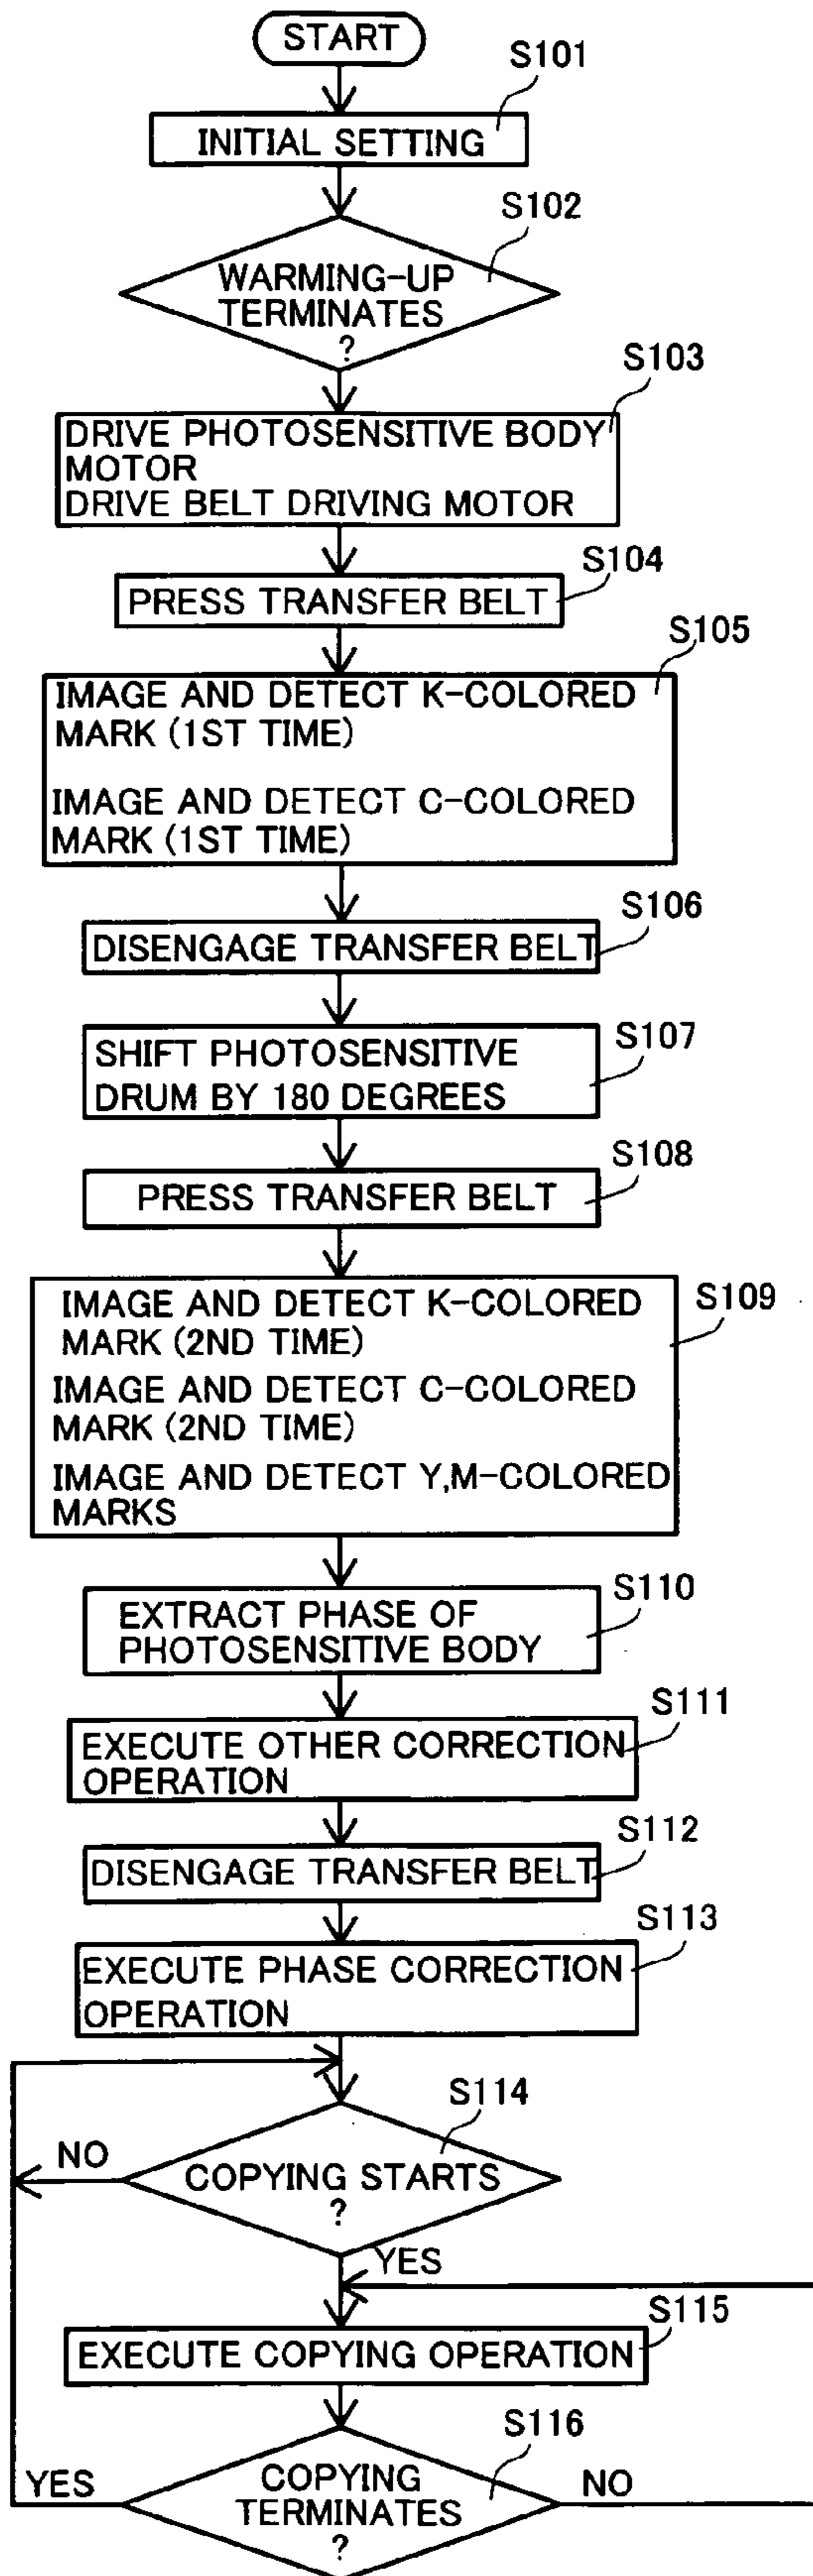 START
S101
INITIAL SETTING
S102
WARMING-UP
TERMINATES
?
S103
DRIVE PHOTOSENSITIVE BODY
MOTOR
DRIVE BELT DRIVING MOTOR
S104
PRESS TRANSFER BELT
S105
IMAGE AND DETECT K-COLORED
MARK (1ST TIME)
IMAGE AND DETECT C-COLORED
MARK (1ST TIME)
S106
DISENGAGE TRANSFER BELT
S107
SHIFT PHOTOSENSITIVE
DRUM BY 180 DEGREES
S108
PRESS TRANSFER BELT
S109
IMAGE AND DETECT K-COLORED
MARK (2ND TIME)
IMAGE AND DETECT C-COLORED
MARK (2ND TIME)
IMAGE AND DETECT Y,M-COLORED
MARKS
S110
EXTRACT PHASE OF
PHOTOSENSITIVE BODY
S111
EXECUTE OTHER CORRECTION
OPERATION
S112
DISENGAGE TRANSFER BELT
S113
EXECUTE PHASE CORRECTION
OPERATION
S114
NO
COPYING STARTS
?
YES
S115
EXECUTE COPYING OPERATION
S116
YES
COPYING
TERMINATES
?
NO